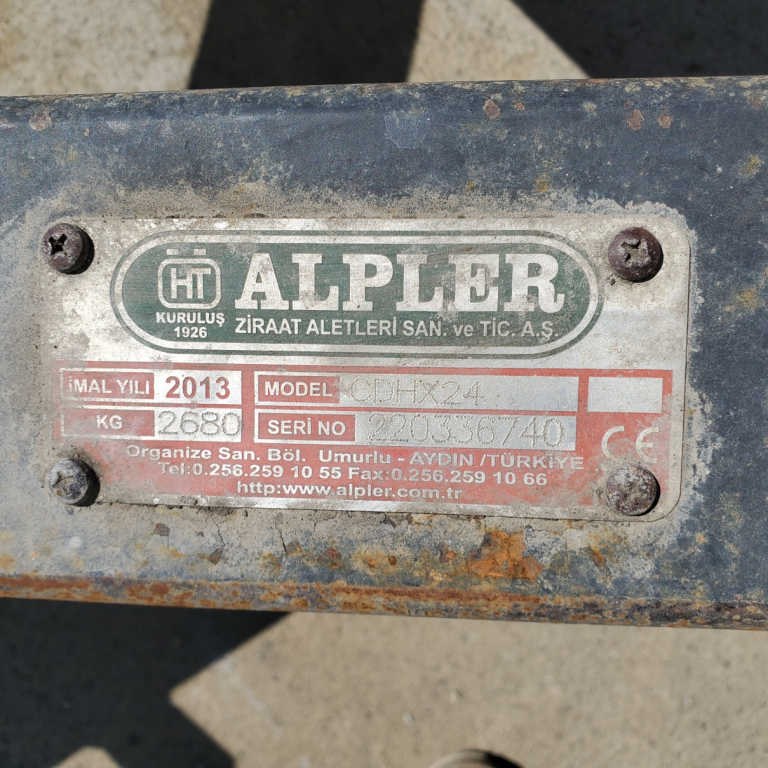 HT
KURULUŞ
1926
ALPLER
ZİRAAT ALETLERİ SAN. ve TİC. A.Ş.
İMAL YILI 2013 MODEL CDHX24
KG 2680 SERİ NO 220336740
CE
Organize San. Böl. Umurlu - AYDIN /TÜRKİYE
Tel:0.256.259 10 55 Fax:0.256.259 10 66
http:www.alpler.com.tr